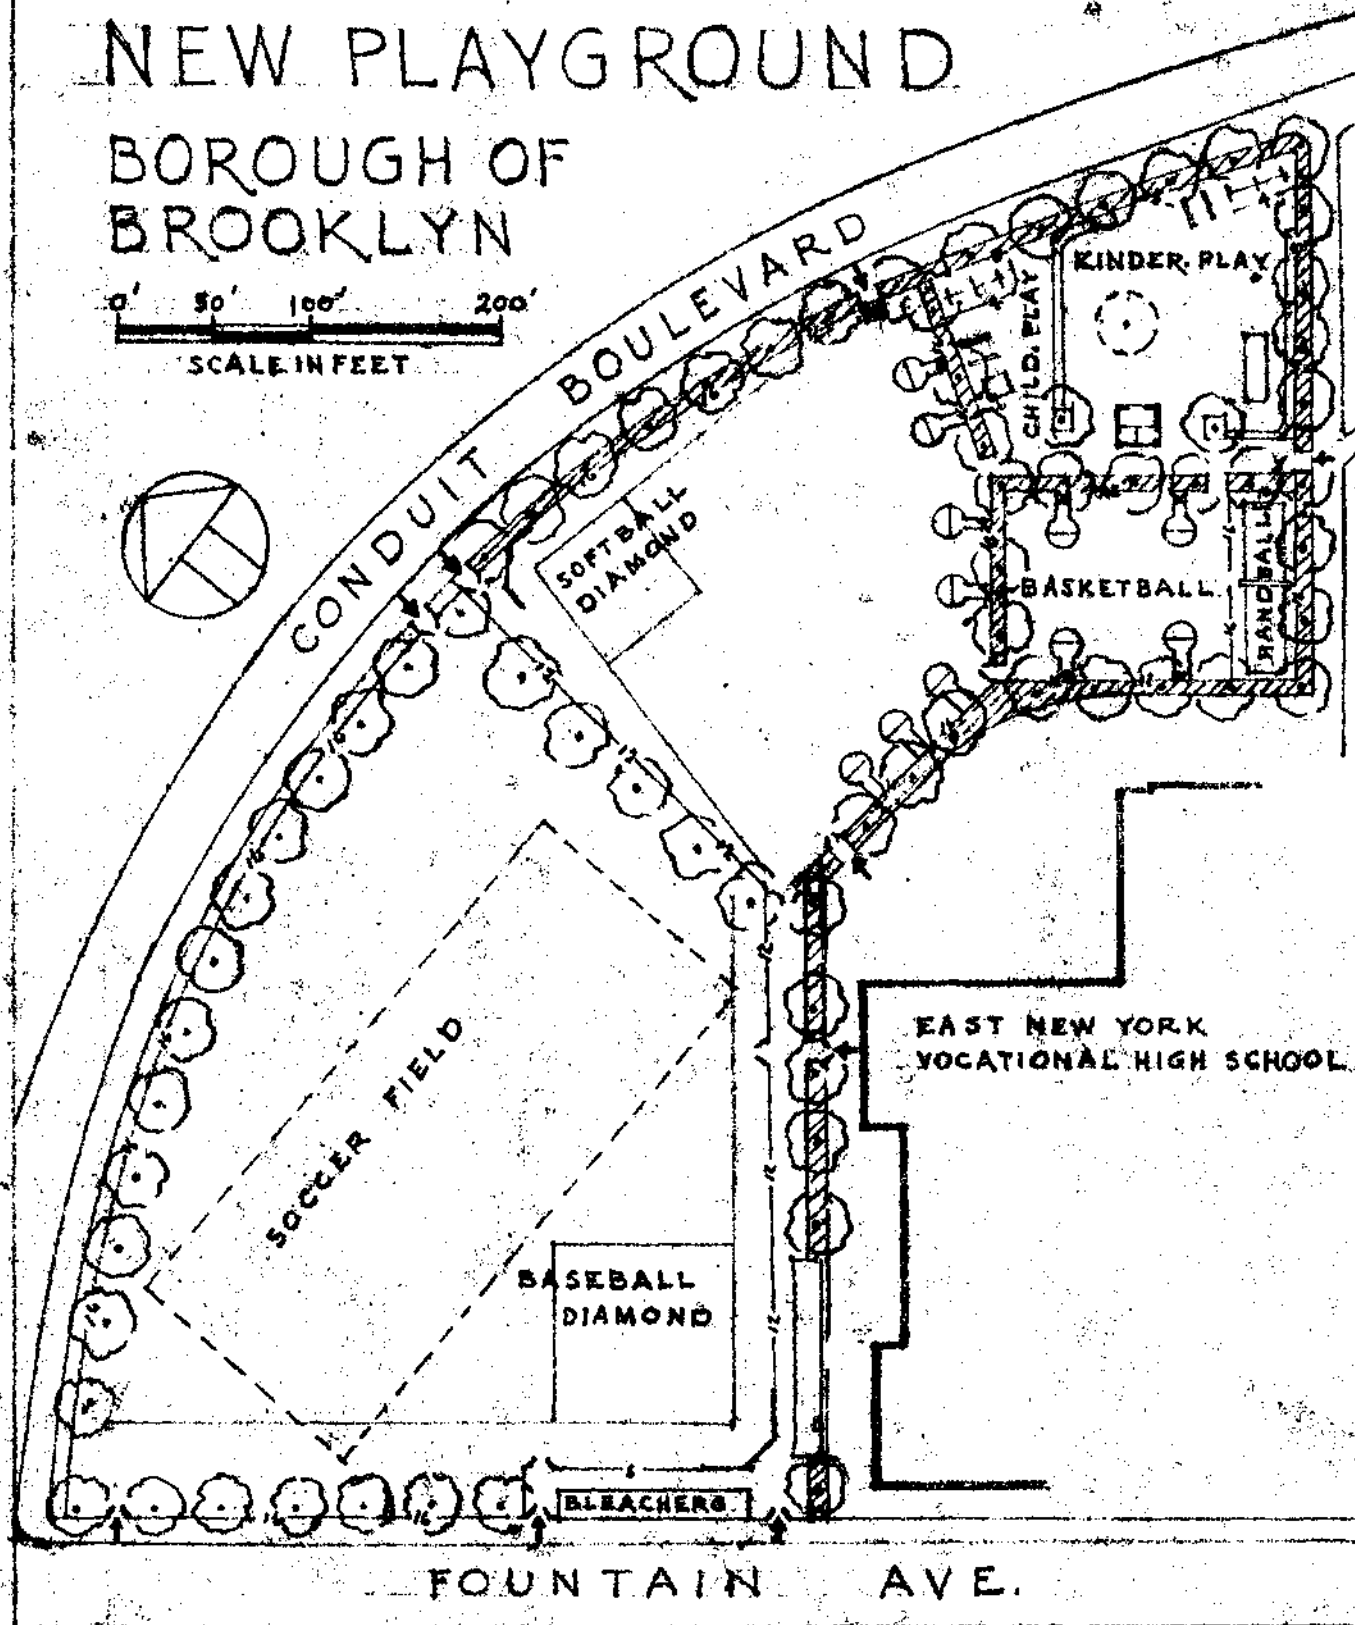 NEW PLAYGROUND
BOROUGH OF
BROOKLYN
0' 50' 100' 200'
SCALE IN FEET
CONDUIT BOULEVARD
KINDER. PLAY
CHILD. PLAY
SOFTBALL
DIAMOND
BASKETBALL
HANDBALL
SOCCER FIELD
EAST NEW YORK
VOCATIONAL HIGH SCHOOL
BASEBALL
DIAMOND
BLEACHERS
FOUNTAIN AVE.